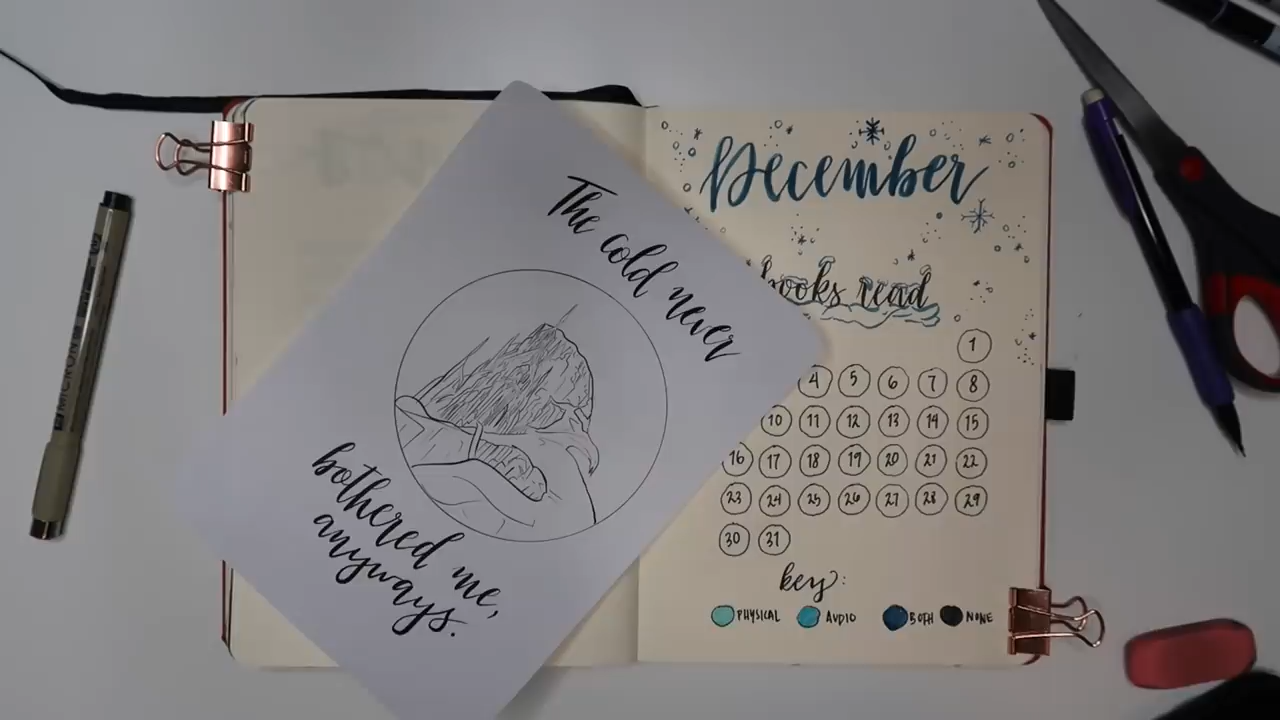 The cold never
bothered me,
anyways.
December
books read
1
4 5 6 7 8
10 11 12 13 14 15
16 17 18 19 20 21 22
23 24 25 26 27 28 29
30 31
key:
PHYSICAL AUDIO BOTH NONE
MICRON